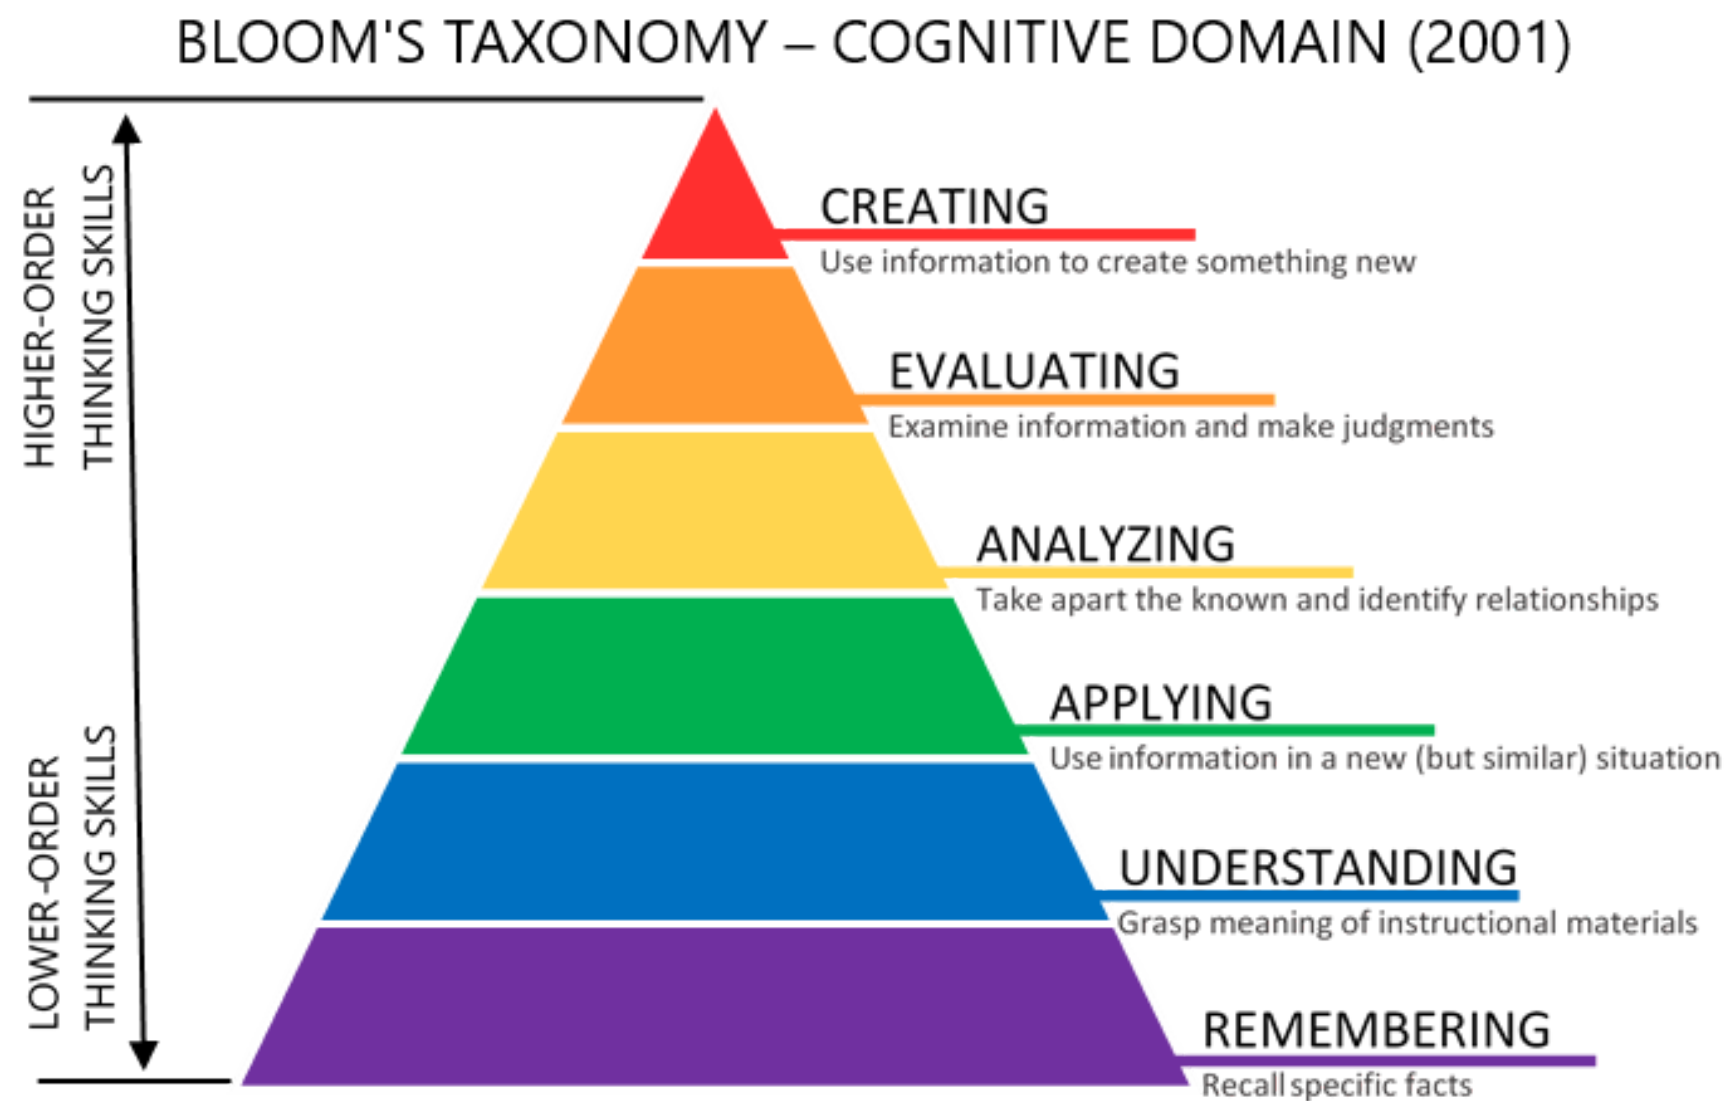 BLOOM'S TAXONOMY – COGNITIVE DOMAIN (2001)
HIGHER-ORDER
THINKING SKILLS
LOWER-ORDER
THINKING SKILLS
CREATING
Use information to create something new
EVALUATING
Examine information and make judgments
ANALYZING
Take apart the known and identify relationships
APPLYING
Use information in a new (but similar) situation
UNDERSTANDING
Grasp meaning of instructional materials
REMEMBERING
Recall specific facts